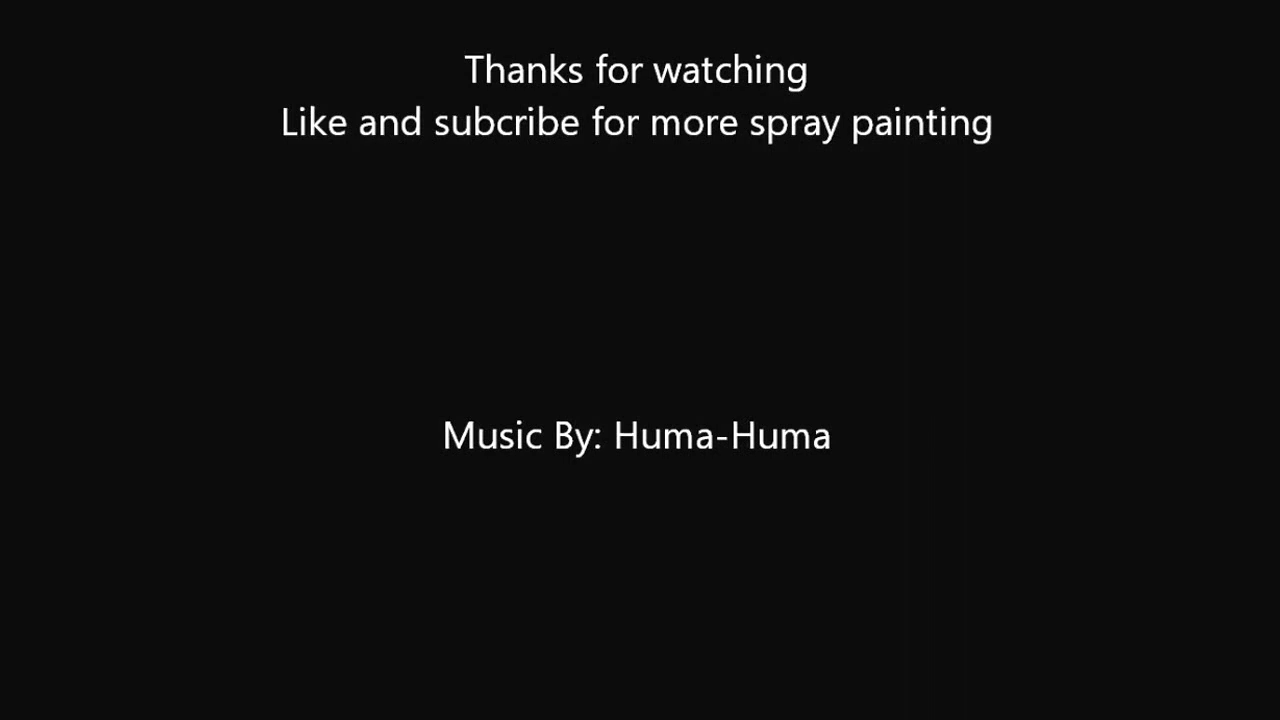 Thanks for watching
Like and subcribe for more spray painting
Music By: Huma-Huma